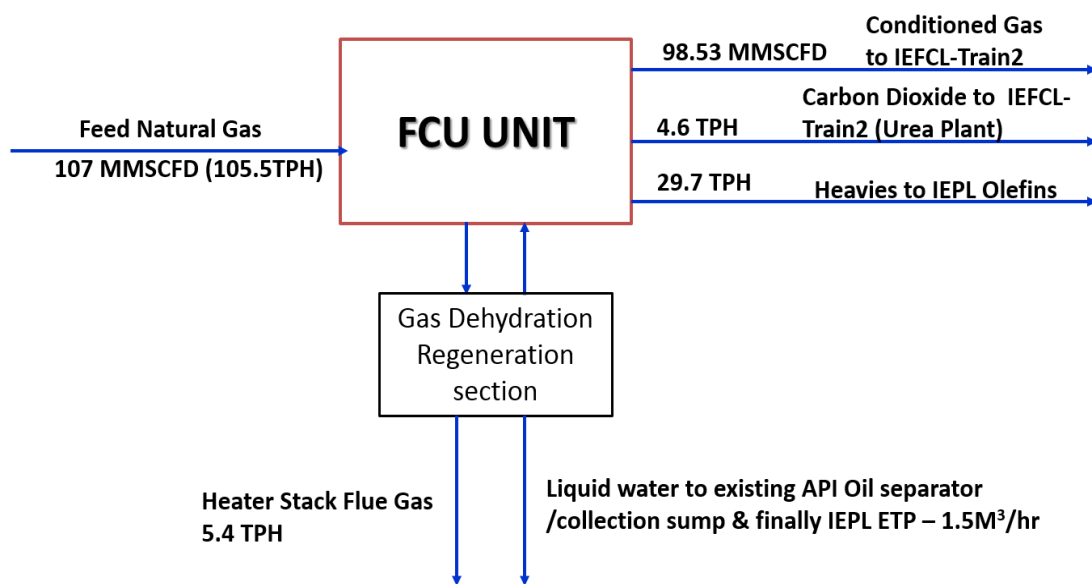 Conditioned Gas
to IEFCL-Train2
98.53 MMSCFD
FCU UNIT
Carbon Dioxide to IEFCL-
Train2 (Urea Plant)
4.6 TPH
Feed Natural Gas
107 MMSCFD (105.5TPH)
29.7 TPH
Heavies to IEPL Olefins
Gas Dehydration
Regeneration
section
Heater Stack Flue Gas
5.4 TPH
Liquid water to existing API Oil separator
/collection sump & finally IEPL ETP – 1.5M³/hr